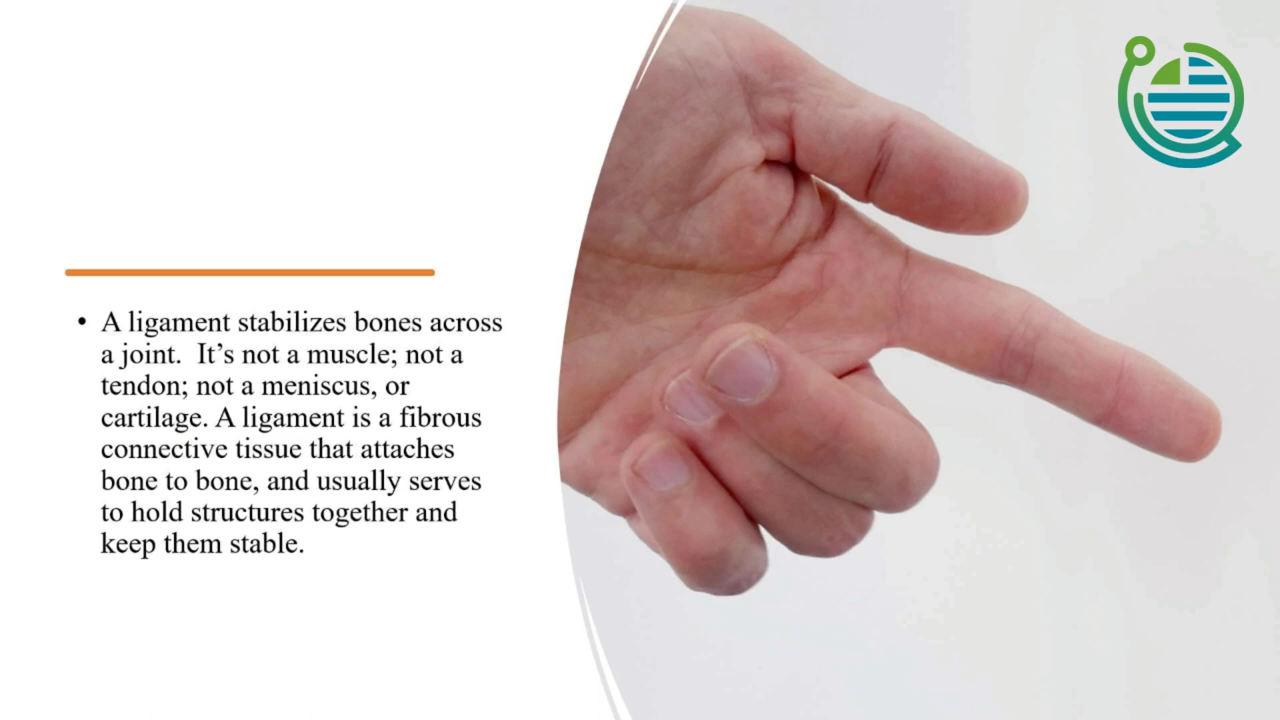 • A ligament stabilizes bones across
a joint.  It’s not a muscle; not a
tendon; not a meniscus, or
cartilage. A ligament is a fibrous
connective tissue that attaches
bone to bone, and usually serves
to hold structures together and
keep them stable.